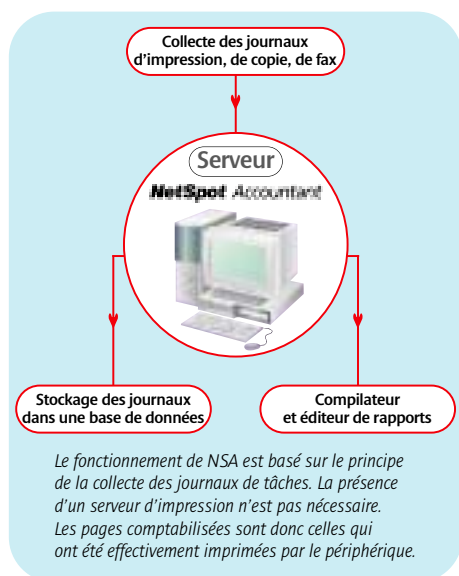 Collecte des journaux
d'impression, de copie, de fax
Serveur
NetSpot Accountant
Stockage des journaux
dans une base de données
Compilateur
et éditeur de rapports
Le fonctionnement de NSA est basé sur le principe
de la collecte des journaux de tâches. La présence
d'un serveur d'impression n'est pas nécessaire.
Les pages comptabilisées sont donc celles qui
ont été effectivement imprimées par le périphérique.